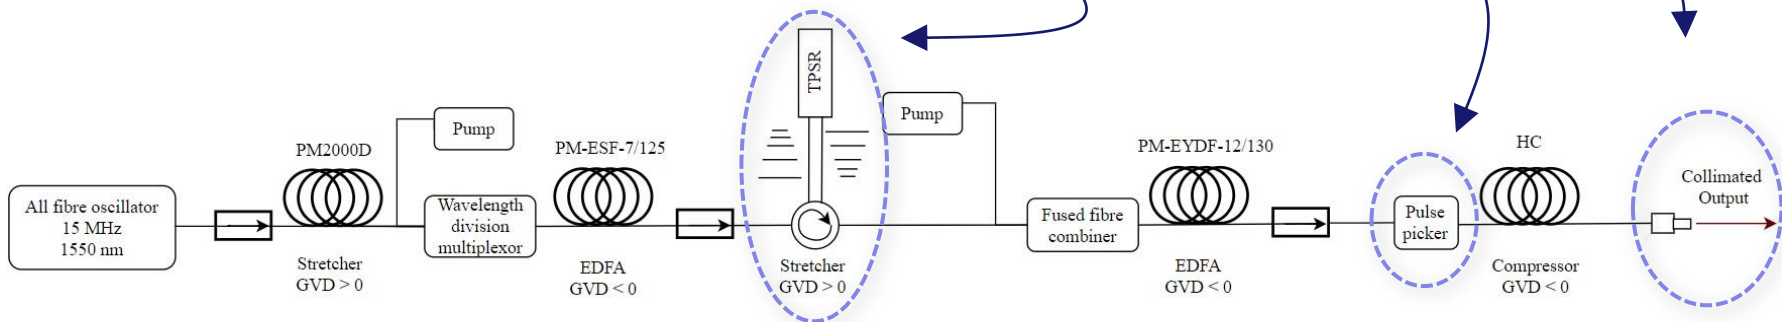 All fibre oscillator
15 MHz
1550 nm
PM2000D
Stretcher
GVD > 0
Pump
Wavelength
division
multiplexor
PM-ESF-7/125
EDFA
GVD < 0
TPSR
Stretcher
GVD > 0
Pump
Fused fibre
combiner
PM-EYDF-12/130
EDFA
GVD < 0
Pulse
picker
HC
Compressor
GVD < 0
Collimated
Output